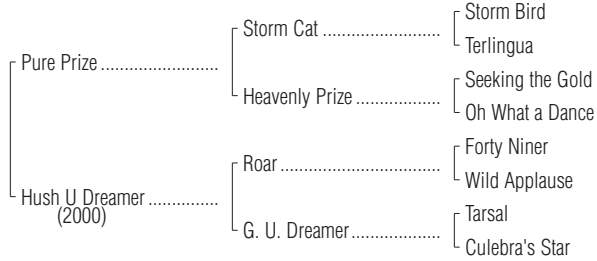 Storm Bird
Storm Cat ........................
Terlingua
Pure Prize ........................
Seeking the Gold
Heavenly Prize .................
Oh What a Dance
Forty Niner
Roar .................................
Wild Applause
Hush U Dreamer ..............
(2000)
Tarsal
G. U. Dreamer ..................
Culebra's Star